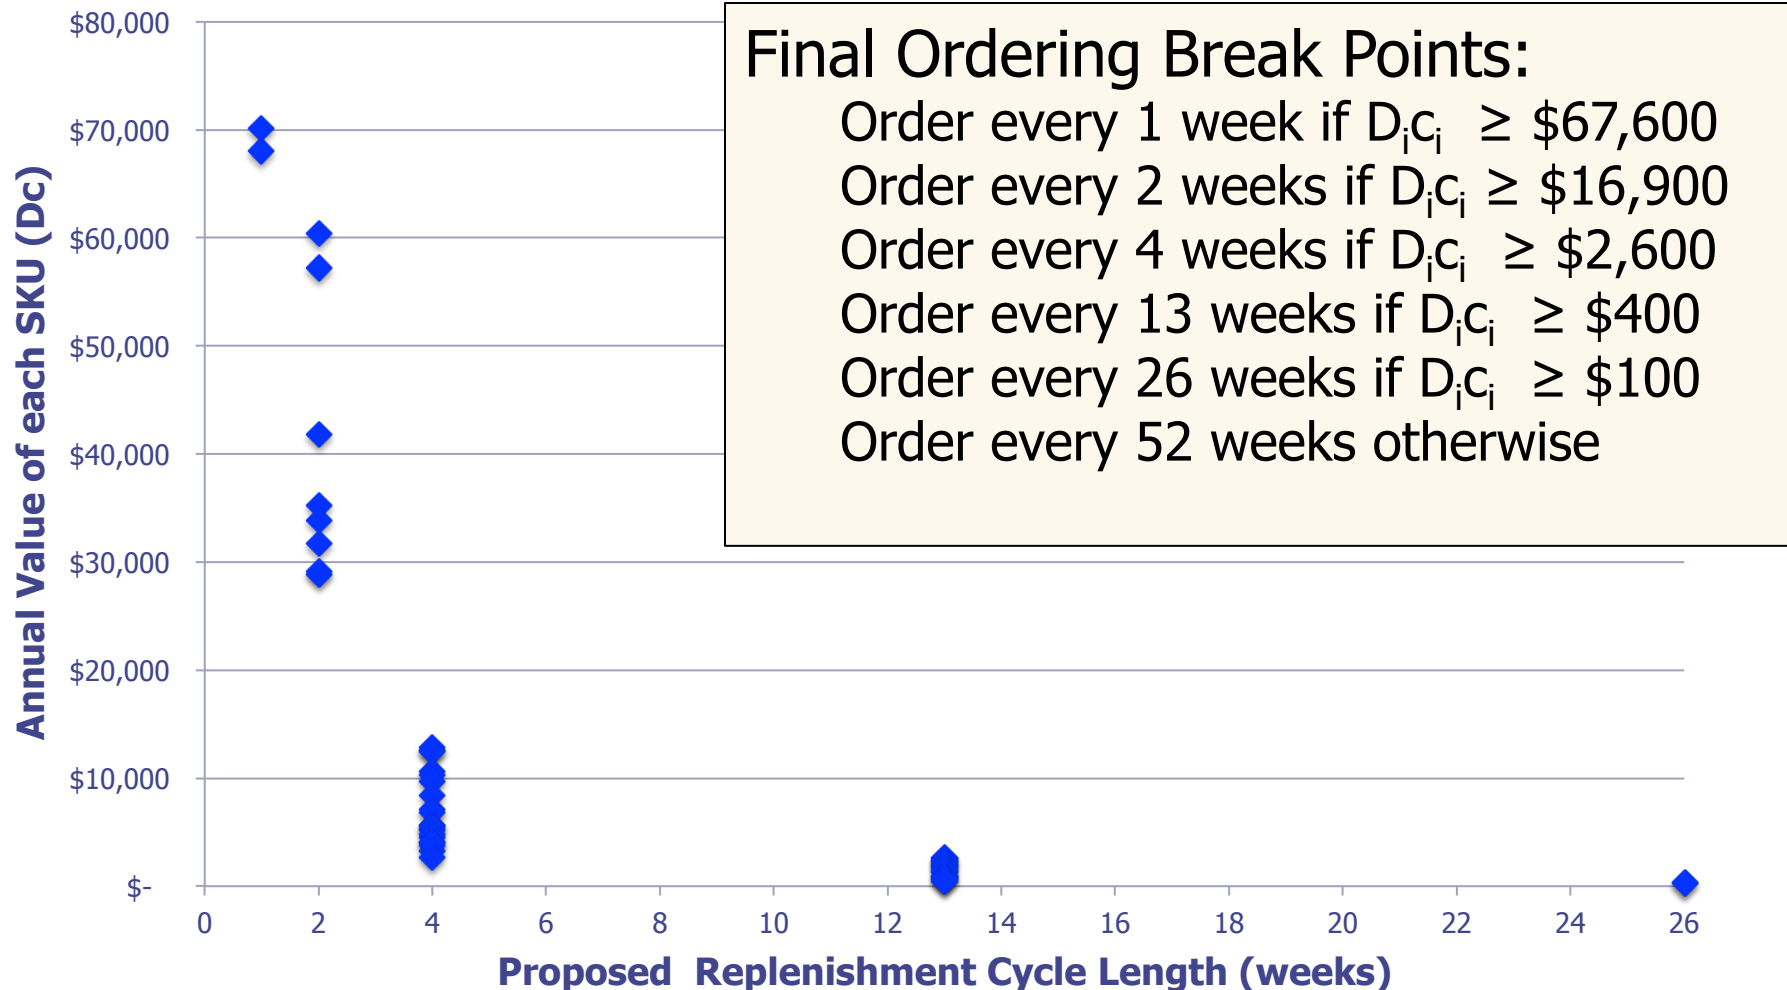 Final Ordering Break Points:
Order every 1 week if Dᵢcᵢ ≥ $67,600
Order every 2 weeks if Dᵢcᵢ ≥ $16,900
Order every 4 weeks if Dᵢcᵢ ≥ $2,600
Order every 13 weeks if Dᵢcᵢ ≥ $400
Order every 26 weeks if Dᵢcᵢ ≥ $100
Order every 52 weeks otherwise
Annual Value of each SKU (Dc)
$80,000
$70,000
$60,000
$50,000
$40,000
$30,000
$20,000
$10,000
$-
0 2 4 6 8 10 12 14 16 18 20 22 24 26
Proposed Replenishment Cycle Length (weeks)